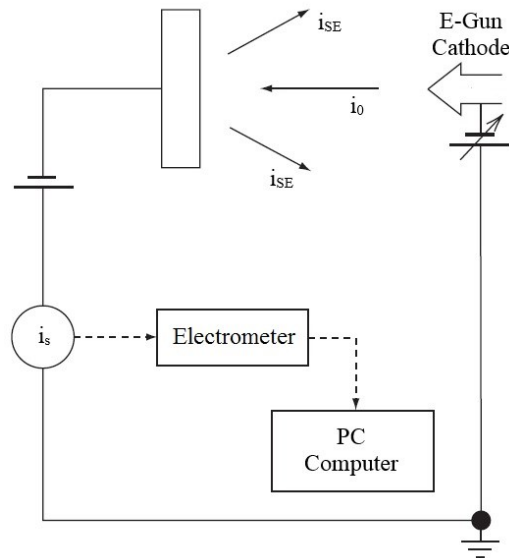 i_SE
E-Gun
Cathode
i_0
i_SE
i_s
Electrometer
PC
Computer